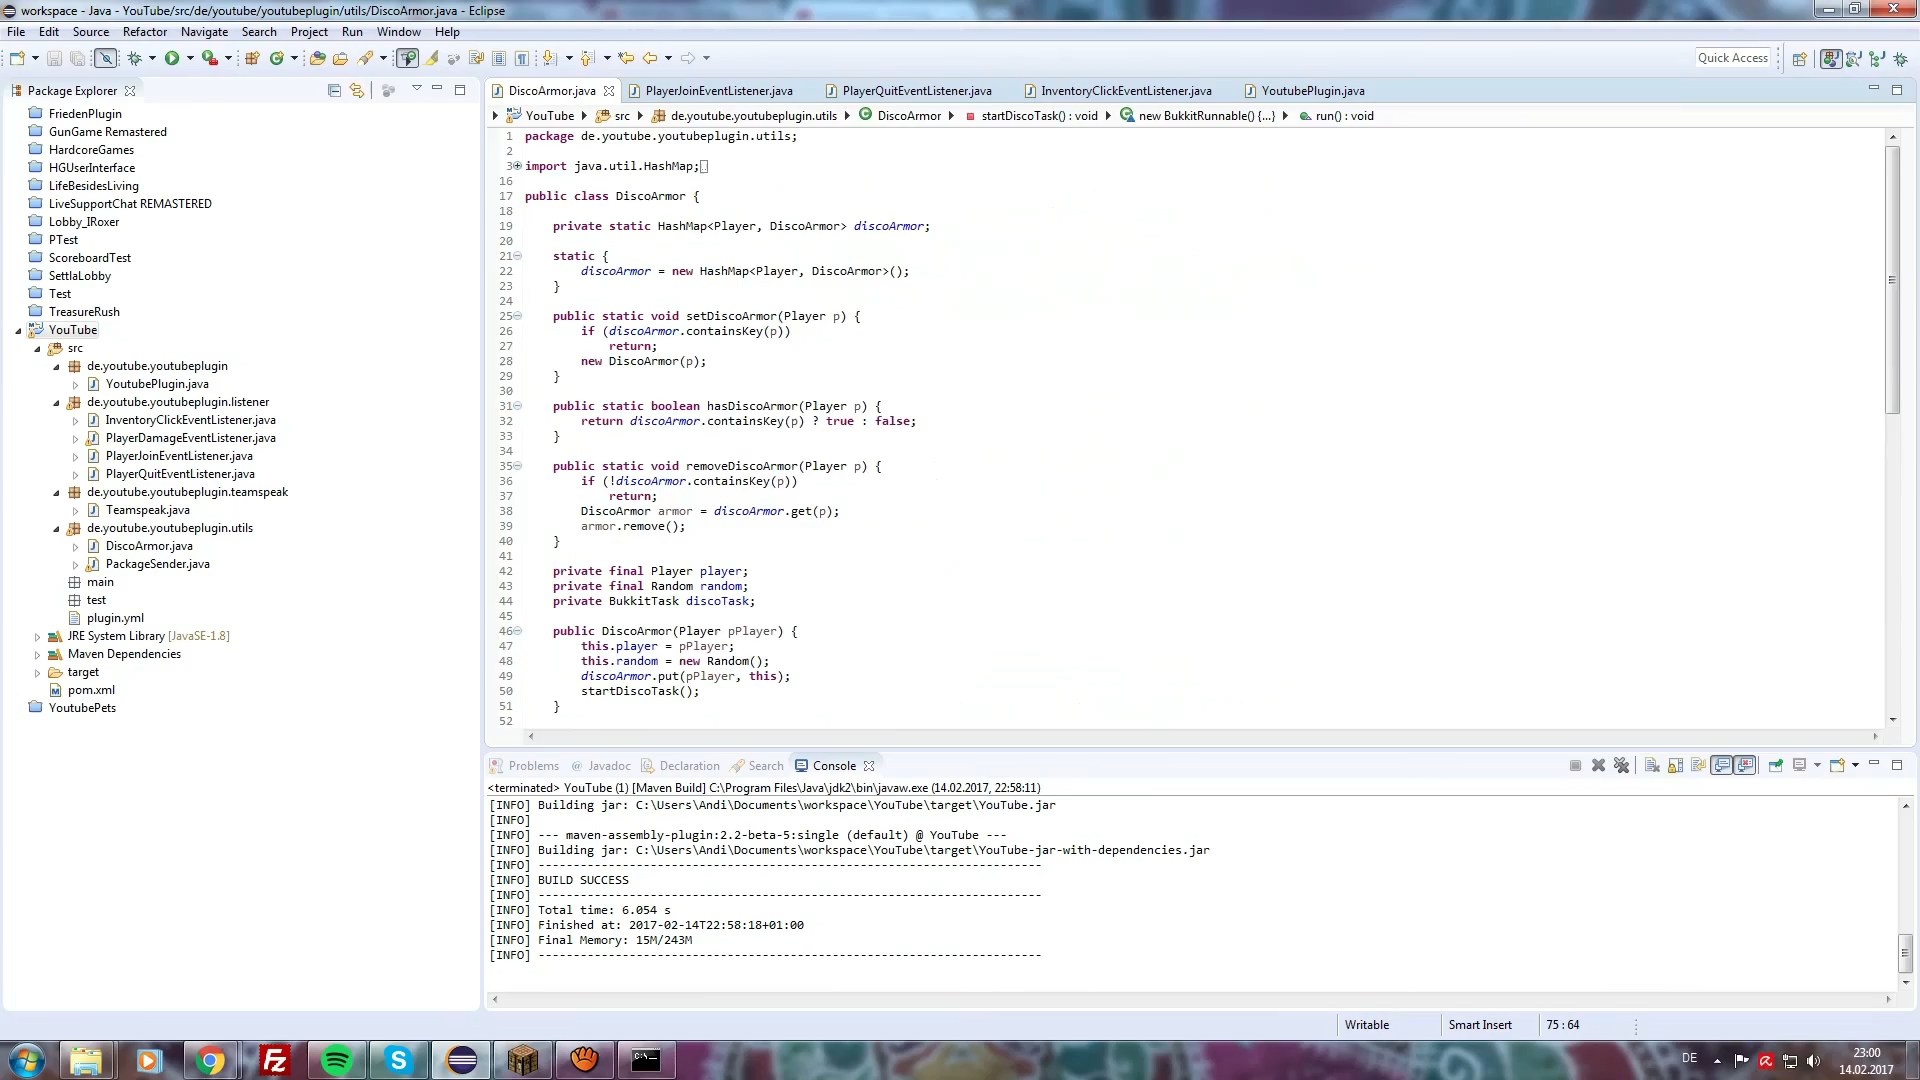 workspace - Java - YouTube/src/de/youtube/youtubeplugin/utils/DiscoArmor.java - Eclipse
File Edit Source Refactor Navigate Search Project Run Window Help
Quick Access
Package Explorer
FriedenPlugin
GunGame Remastered
HardcoreGames
HGUserInterface
LifeBesidesLiving
LiveSupportChat REMASTERED
Lobby_IRoxer
PTest
ScoreboardTest
SettlaLobby
Test
TreasureRush
YouTube
src
de.youtube.youtubeplugin
YoutubePlugin.java
de.youtube.youtubeplugin.listener
InventoryClickEventListener.java
PlayerDamageEventListener.java
PlayerJoinEventListener.java
PlayerQuitEventListener.java
de.youtube.youtubeplugin.teamspeak
Teamspeak.java
de.youtube.youtubeplugin.utils
DiscoArmor.java
PackageSender.java
main
test
plugin.yml
JRE System Library [JavaSE-1.8]
Maven Dependencies
target
pom.xml
YoutubePets
DiscoArmor.java PlayerJoinEventListener.java PlayerQuitEventListener.java InventoryClickEventListener.java YoutubePlugin.java
YouTube src de.youtube.youtubeplugin.utils DiscoArmor startDiscoTask() : void new BukkitRunnable() {...} run() : void
1 package de.youtube.youtubeplugin.utils;
2
3 import java.util.HashMap;
16
17 public class DiscoArmor {
18
19 private static HashMap<Player, DiscoArmor> discoArmor;
20
21 static {
22 discoArmor = new HashMap<Player, DiscoArmor>();
23 }
24
25 public static void setDiscoArmor(Player p) {
26 if (discoArmor.containsKey(p))
27 return;
28 new DiscoArmor(p);
29 }
30
31 public static boolean hasDiscoArmor(Player p) {
32 return discoArmor.containsKey(p) ? true : false;
33 }
34
35 public static void removeDiscoArmor(Player p) {
36 if (!discoArmor.containsKey(p))
37 return;
38 DiscoArmor armor = discoArmor.get(p);
39 armor.remove();
40 }
41
42 private final Player player;
43 private final Random random;
44 private BukkitTask discoTask;
45
46 public DiscoArmor(Player pPlayer) {
47 this.player = pPlayer;
48 this.random = new Random();
49 discoArmor.put(pPlayer, this);
50 startDiscoTask();
51 }
52
Problems Javadoc Declaration Search Console
<terminated> YouTube (1) [Maven Build] C:\Program Files\Java\jdk2\bin\javaw.exe (14.02.2017, 22:58:11)
[INFO] Building jar: C:\Users\Andi\Documents\workspace\YouTube\target\YouTube.jar
[INFO]
[INFO] --- maven-assembly-plugin:2.2-beta-5:single (default) @ YouTube ---
[INFO] Building jar: C:\Users\Andi\Documents\workspace\YouTube\target\YouTube-jar-with-dependencies.jar
[INFO] ------------------------------------------------------------------------
[INFO] BUILD SUCCESS
[INFO] ------------------------------------------------------------------------
[INFO] Total time: 6.054 s
[INFO] Finished at: 2017-02-14T22:58:18+01:00
[INFO] Final Memory: 15M/243M
[INFO] ------------------------------------------------------------------------
Writable Smart Insert 75 : 64
DE 23:00
14.02.2017